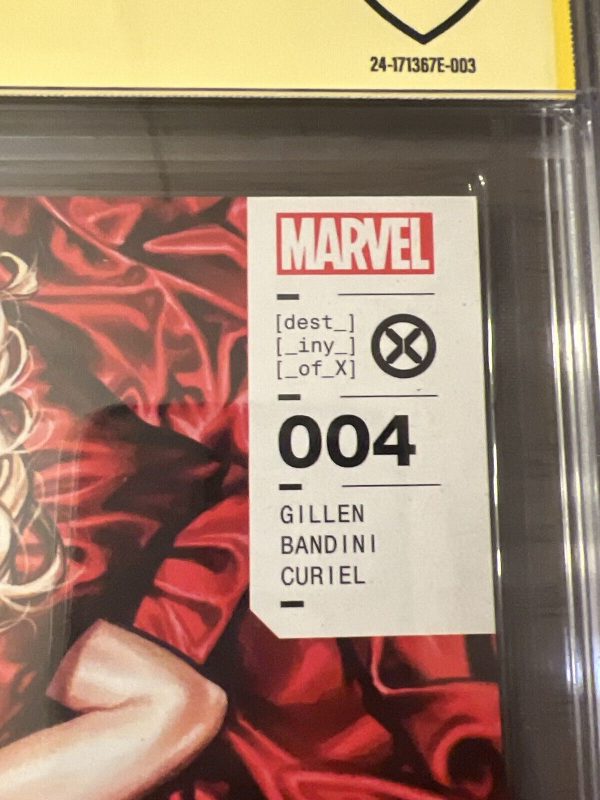 24-171367E-003
MARVEL
[dest_]
[_iny_]
[_of_X]
004
GILLEN
BANDINI
CURIEL